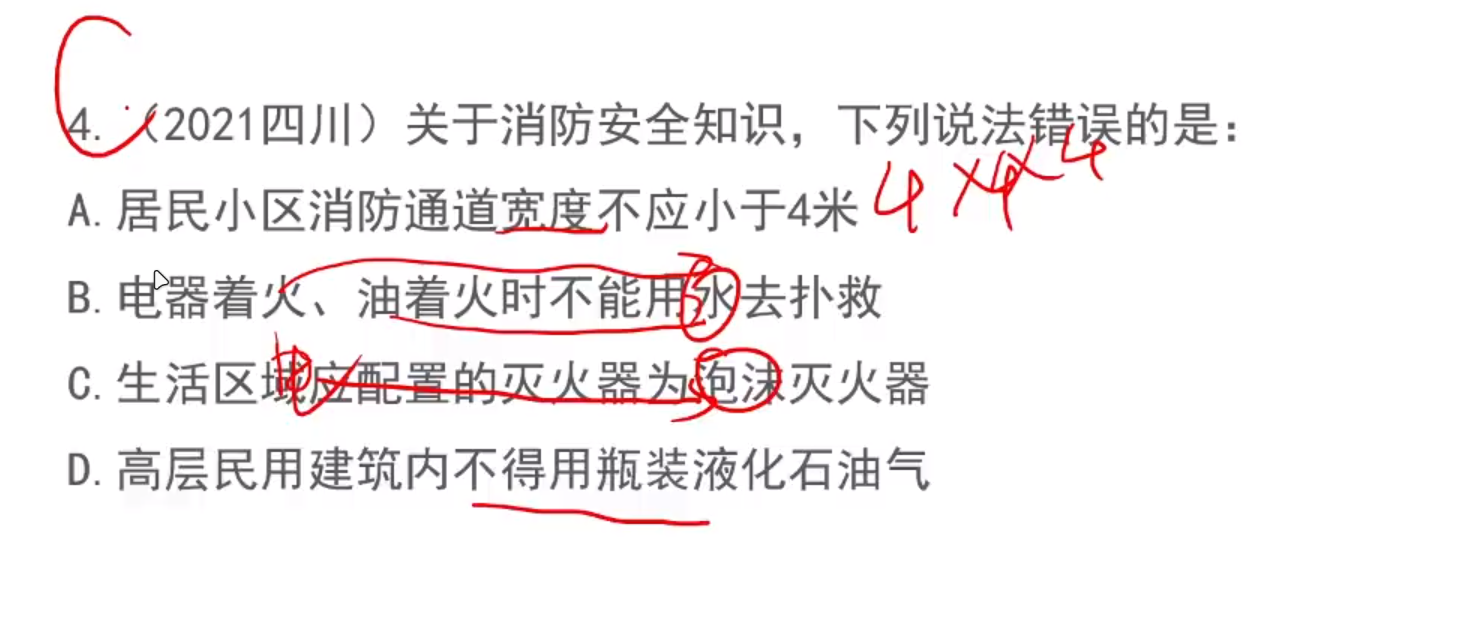 4.（2021四川）关于消防安全知识，下列说法错误的是：
A. 居民小区消防通道宽度不应小于4米 4×4×4
B. 电器着火、油着火时不能用水去扑救
C. 生活区域应配置的灭火器为泡沫灭火器
D. 高层民用建筑内不得用瓶装液化石油气